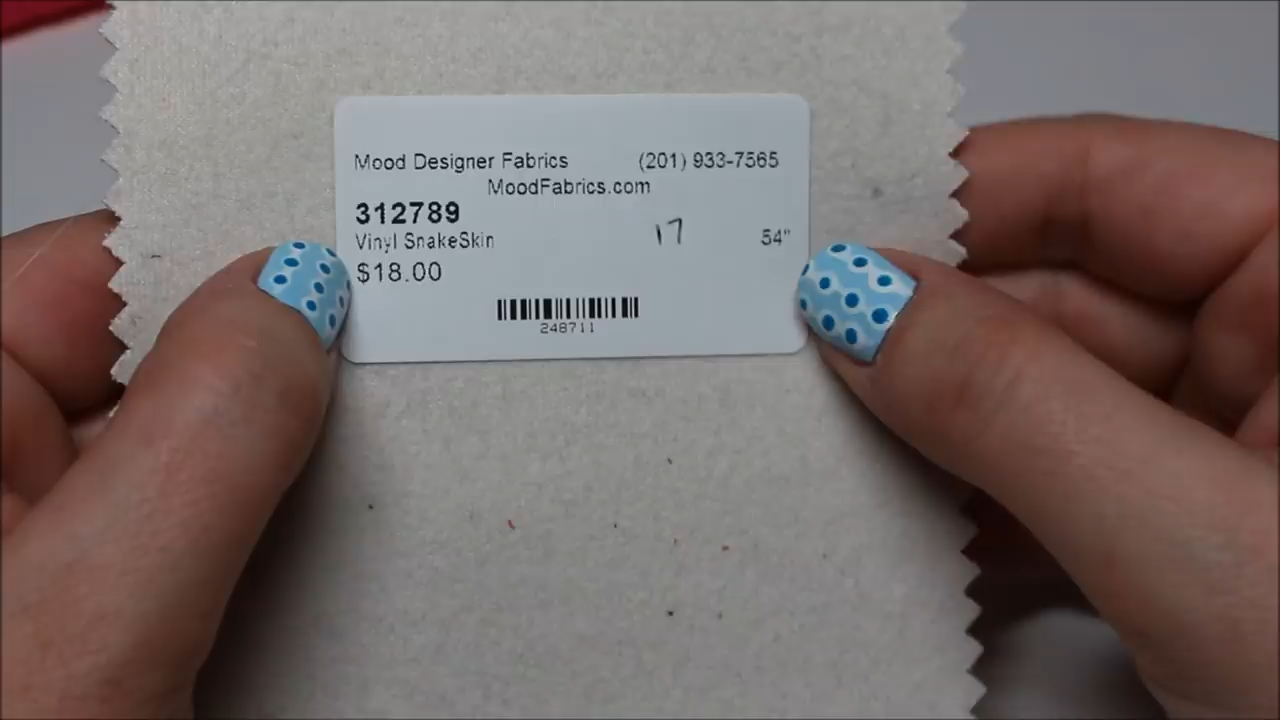 Mood Designer Fabrics (201) 933-7565
MoodFabrics.com
312789
Vinyl SnakeSkin 17 54"
$18.00
248711